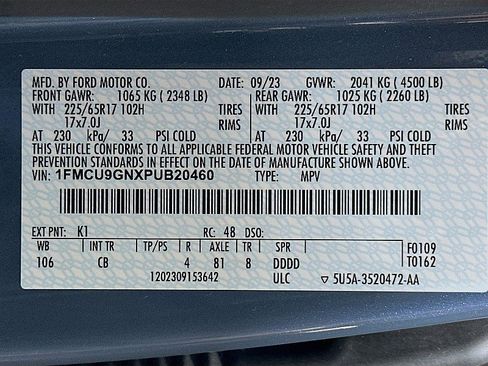 MFD. BY FORD MOTOR CO. DATE: 09/23 GVWR: 2041 KG ( 4500 LB)
FRONT GAWR: 1065 KG ( 2348 LB) REAR GAWR: 1025 KG ( 2260 LB)
WITH 225/65R17 102H TIRES WITH 225/65R17 102H TIRES
17x7.0J RIMS 17x7.0J RIMS
AT 230 kPa/ 33 PSI COLD AT 230 kPa/ 33 PSI COLD
THIS VEHICLE CONFORMS TO ALL APPLICABLE FEDERAL MOTOR VEHICLE SAFETY AND
THEFT PREVENTION STANDARDS IN EFFECT ON THE DATE OF MANUFACTURE SHOWN ABOVE.
VIN: 1FMCU9GNXPUB20460 TYPE: MPV
EXT PNT: K1 RC: 48 DSO:
WB INT TR TP/PS R AXLE TR SPR F0109
106 CB 4 81 8 DDDD T0162
1202309153642 ULC ▽ 5U5A-3520472-AA